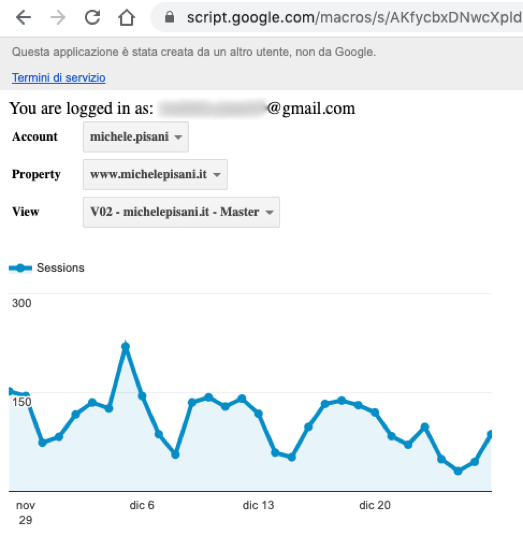 script.google.com/macros/s/AKfycbxDNwcXpld
Questa applicazione è stata creata da un altro utente, non da Google.
Termini di servizio
You are logged in as: @gmail.com
Account michele.pisani
Property www.michelepisani.it
View V02 - michelepisani.it - Master
Sessions
300
150
nov 29 dic 6 dic 13 dic 20